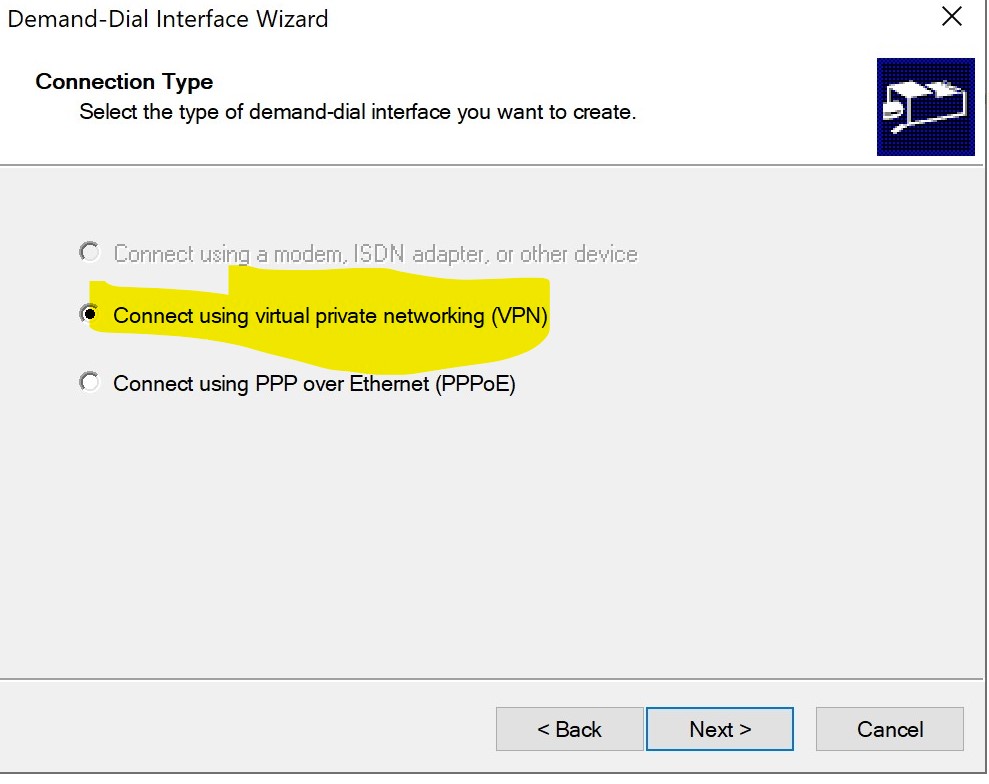 Demand-Dial Interface Wizard
Connection Type
Select the type of demand-dial interface you want to create.
Connect using a modem, ISDN adapter, or other device
Connect using virtual private networking (VPN)
Connect using PPP over Ethernet (PPPoE)
< Back
Next >
Cancel